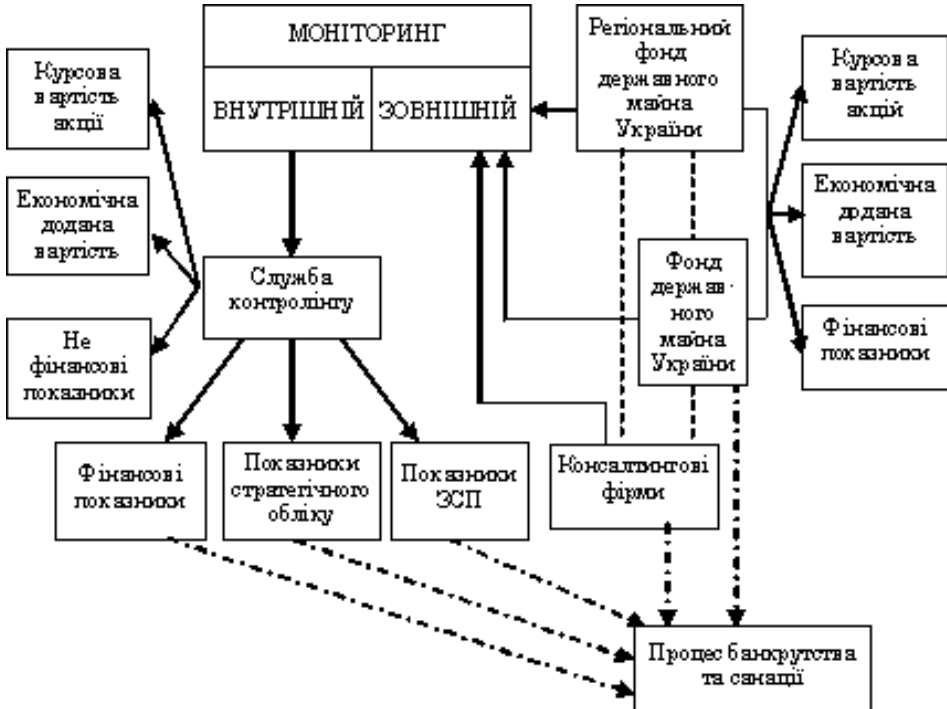 МОНІТОРИНГ
ВНУТРІШНІЙ
ЗОВНІШНІЙ
Регіональний
фонд
державного
майна
України
Курсова
вартість
акції
Курсова
вартість
акцій
Економічна
додана
вартість
Економічна
додана
вартість
Служба
контролінгу
Фонд
держав-
ного
майна
України
Не
фінансові
показники
Фінансові
показники
Фінансові
показники
Показники
стратегічного
обліку
Показники
ЗСП
Консалтингові
фірми
Процес банкрутства
та санації